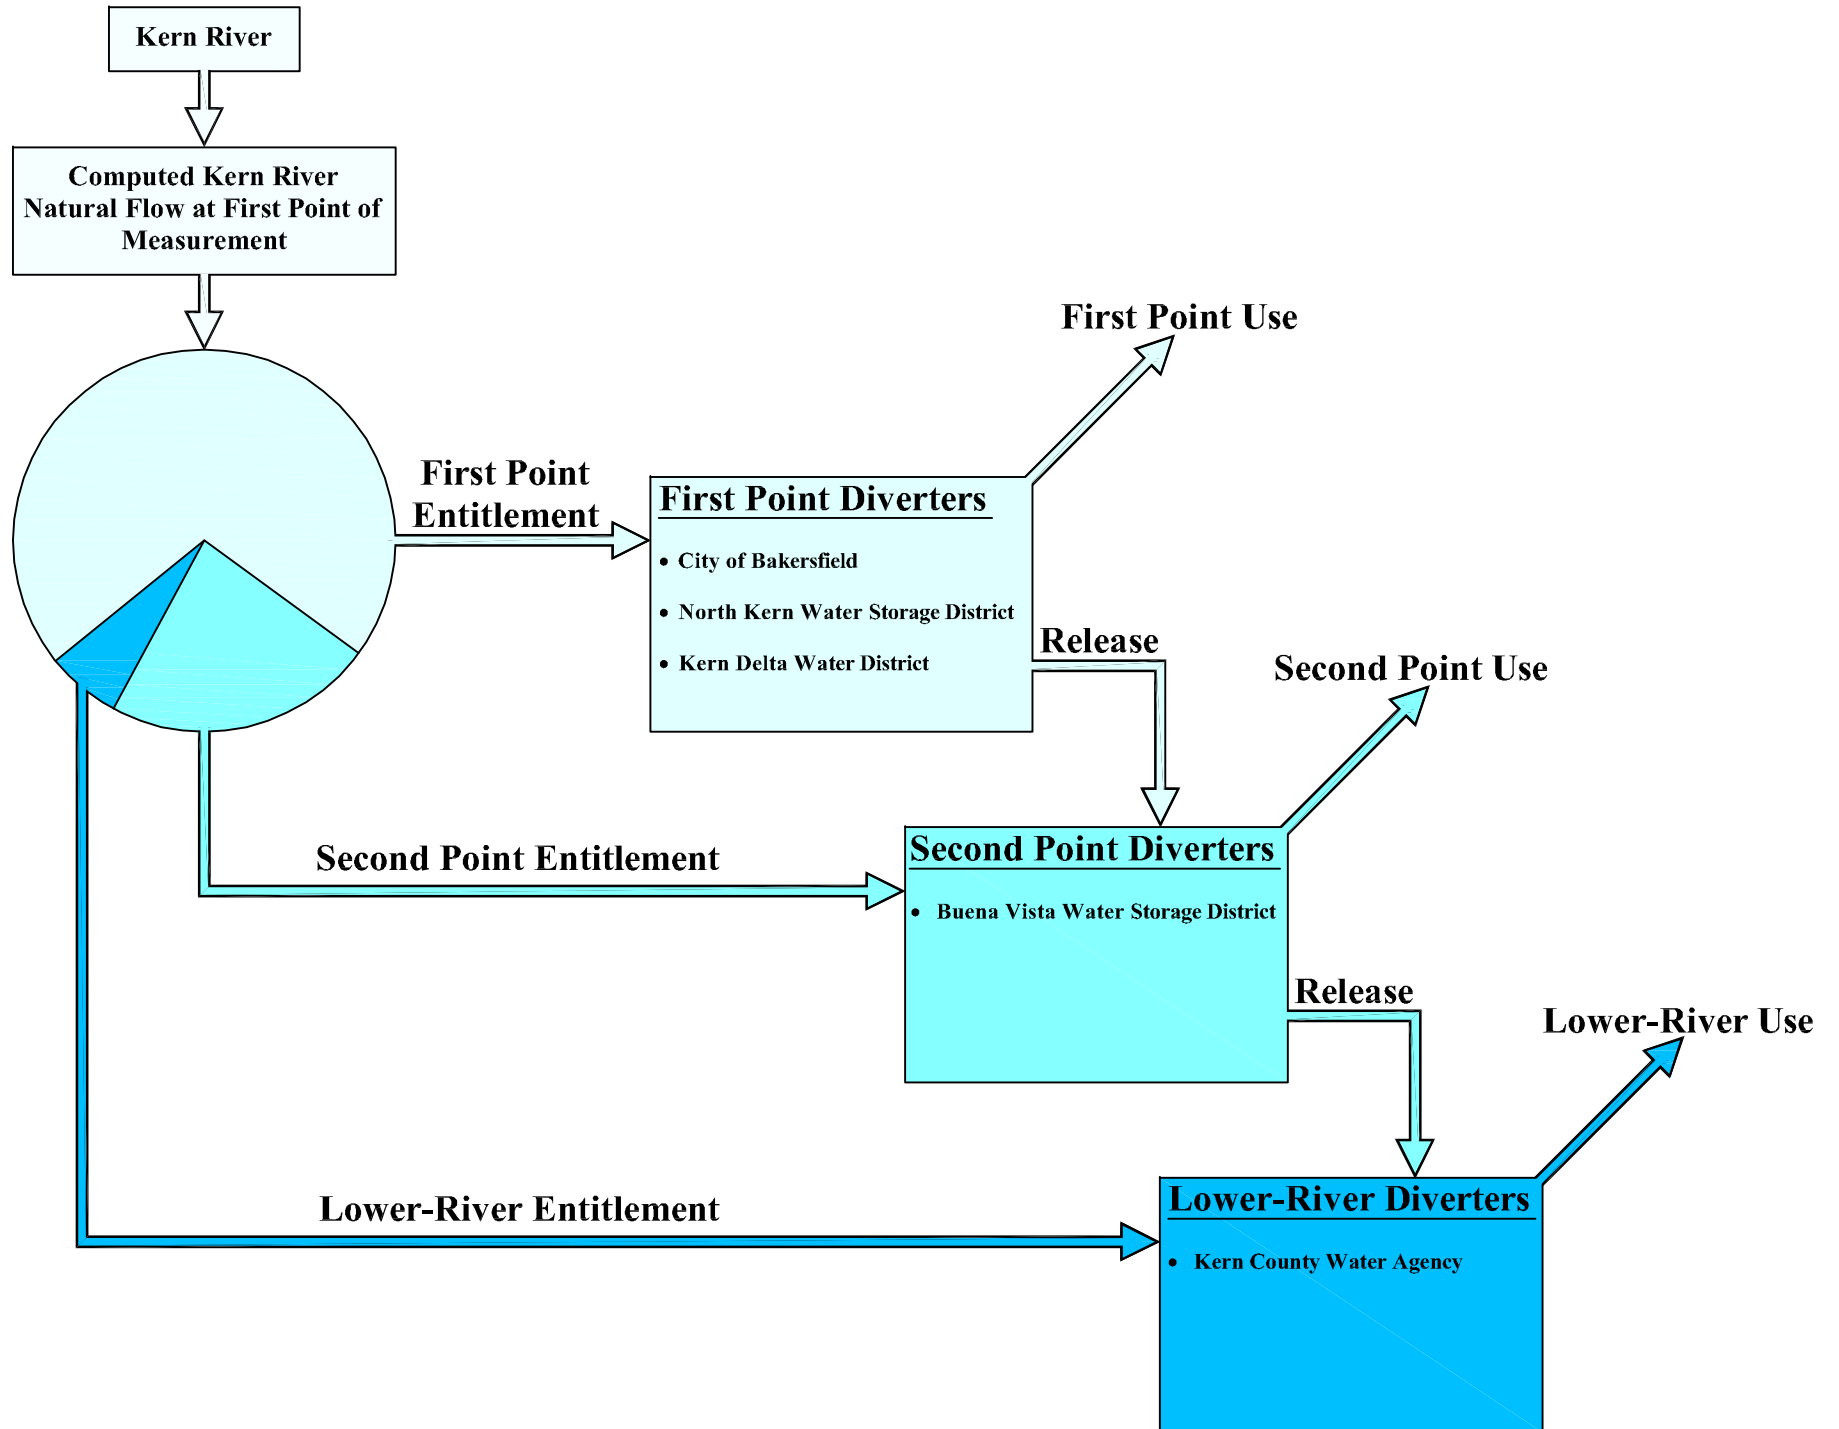 Kern River
Computed Kern River
Natural Flow at First Point of
Measurement
First Point Use
First Point
Entitlement
First Point Diverters
• City of Bakersfield
• North Kern Water Storage District
• Kern Delta Water District
Release
Second Point Use
Second Point Entitlement
Second Point Diverters
• Buena Vista Water Storage District
Release
Lower-River Use
Lower-River Entitlement
Lower-River Diverters
• Kern County Water Agency